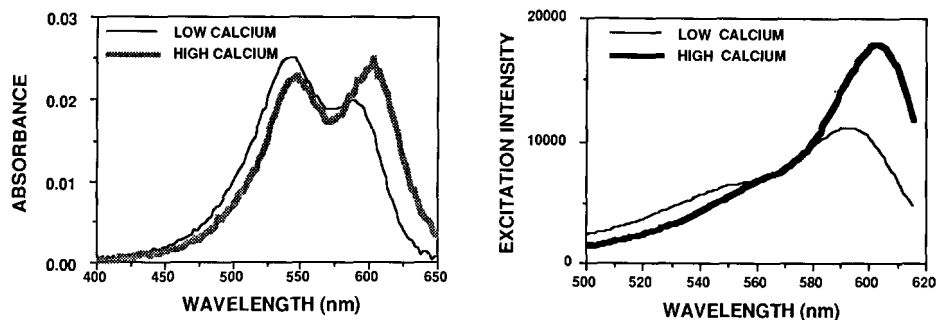 0.03
0.02
0.01
0.00
ABSORBANCE
LOW CALCIUM
HIGH CALCIUM
400 450 500 550 600 650
WAVELENGTH (nm)
20000
10000
0
EXCITATION INTENSITY
LOW CALCIUM
HIGH CALCIUM
500 520 540 560 580 600 620
WAVELENGTH (nm)